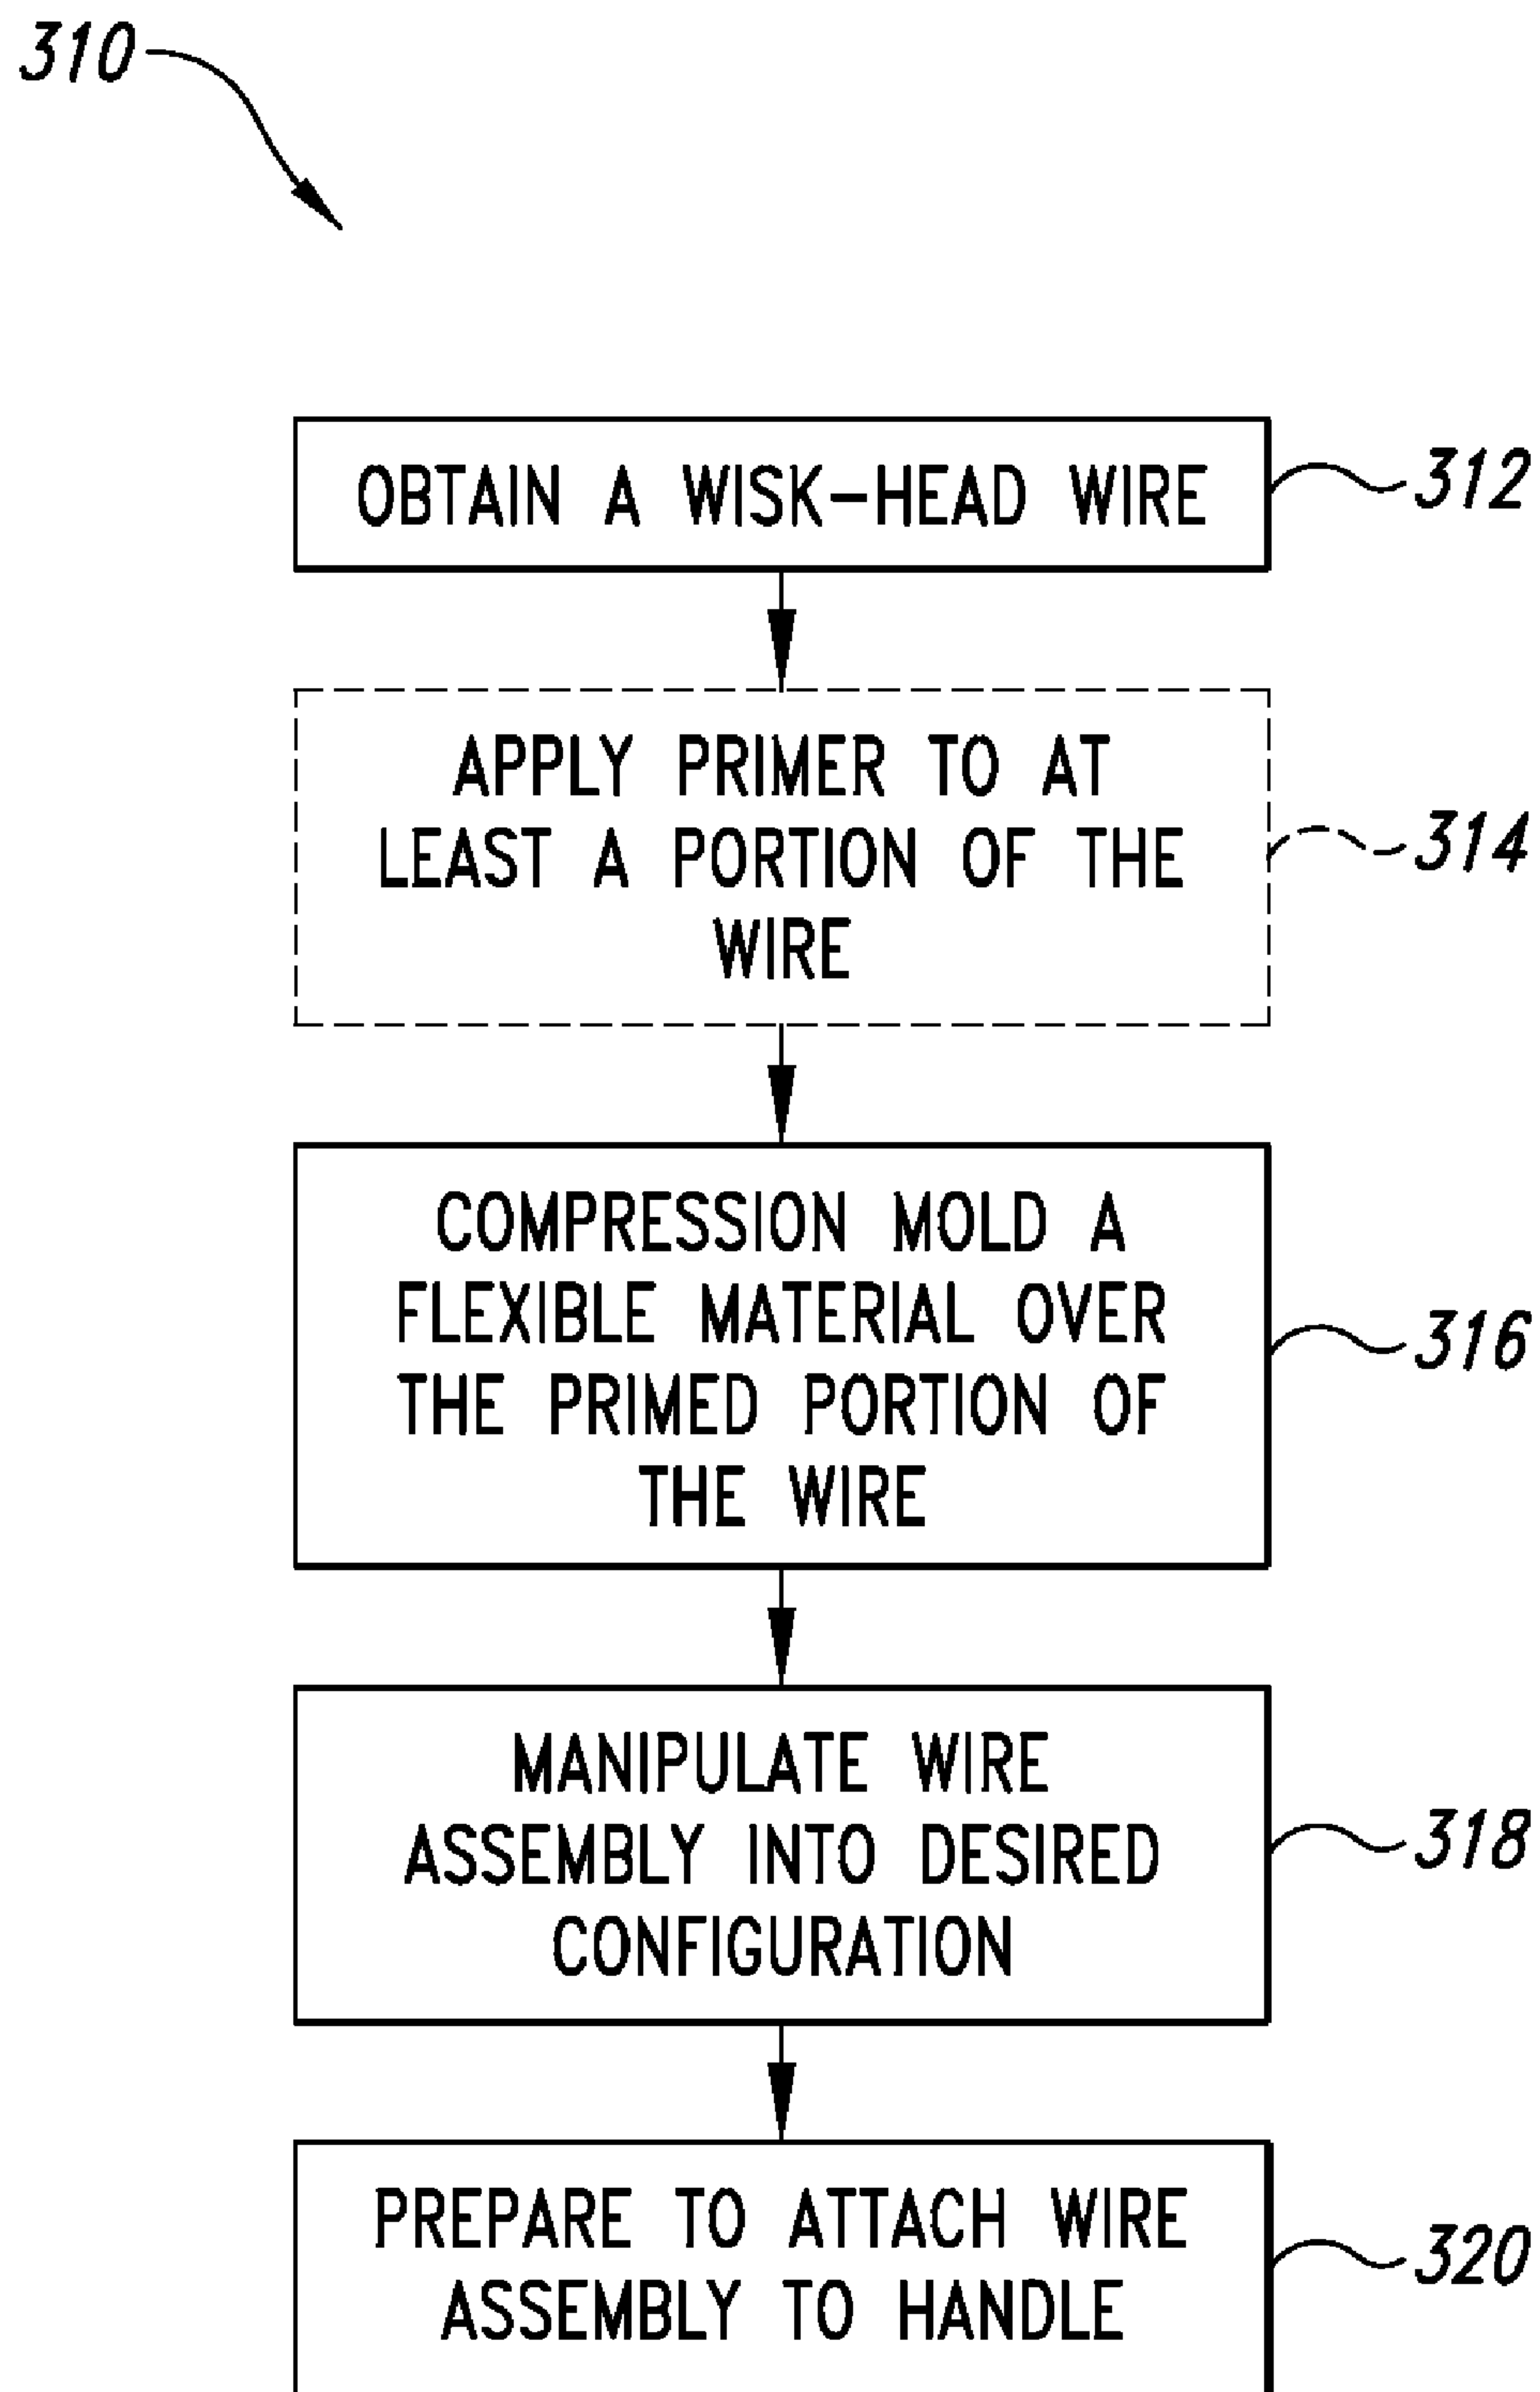 310
OBTAIN A WISK-HEAD WIRE
312
APPLY PRIMER TO AT
LEAST A PORTION OF THE
WIRE
314
COMPRESSION MOLD A
FLEXIBLE MATERIAL OVER
THE PRIMED PORTION OF
THE WIRE
316
MANIPULATE WIRE
ASSEMBLY INTO DESIRED
CONFIGURATION
318
PREPARE TO ATTACH WIRE
ASSEMBLY TO HANDLE
320